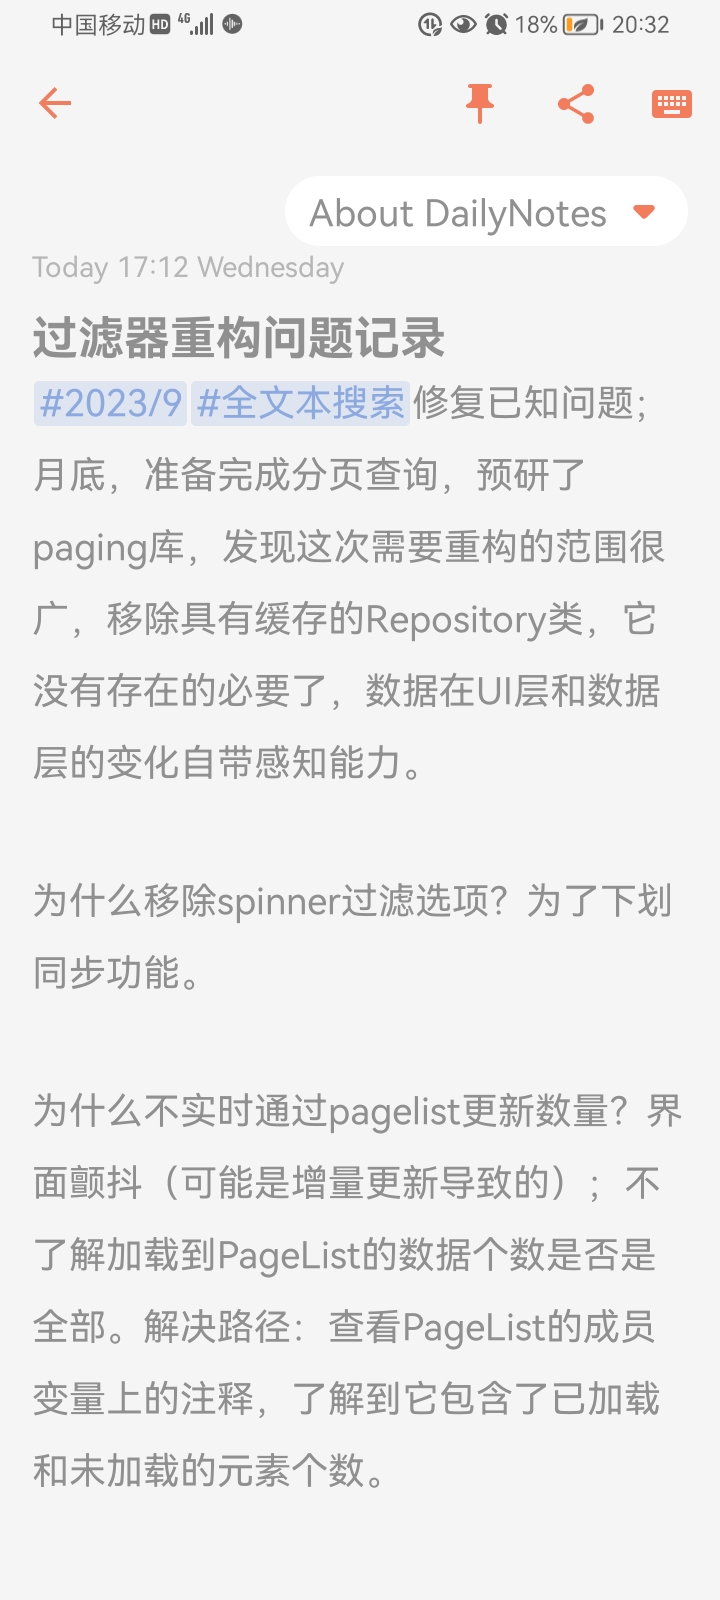 中国移动 HD 4G 18% 20:32
About DailyNotes
Today 17:12 Wednesday
过滤器重构问题记录
#2023/9 #全文本搜索修复已知问题；
月底，准备完成分页查询，预研了
paging库，发现这次需要重构的范围很
广，移除具有缓存的Repository类，它
没有存在的必要了，数据在UI层和数据
层的变化自带感知能力。
为什么移除spinner过滤选项？为了下划
同步功能。
为什么不实时通过pagelist更新数量？界
面颤抖（可能是增量更新导致的）；不
了解加载到PageList的数据个数是否是
全部。解决路径：查看PageList的成员
变量上的注释，了解到它包含了已加载
和未加载的元素个数。